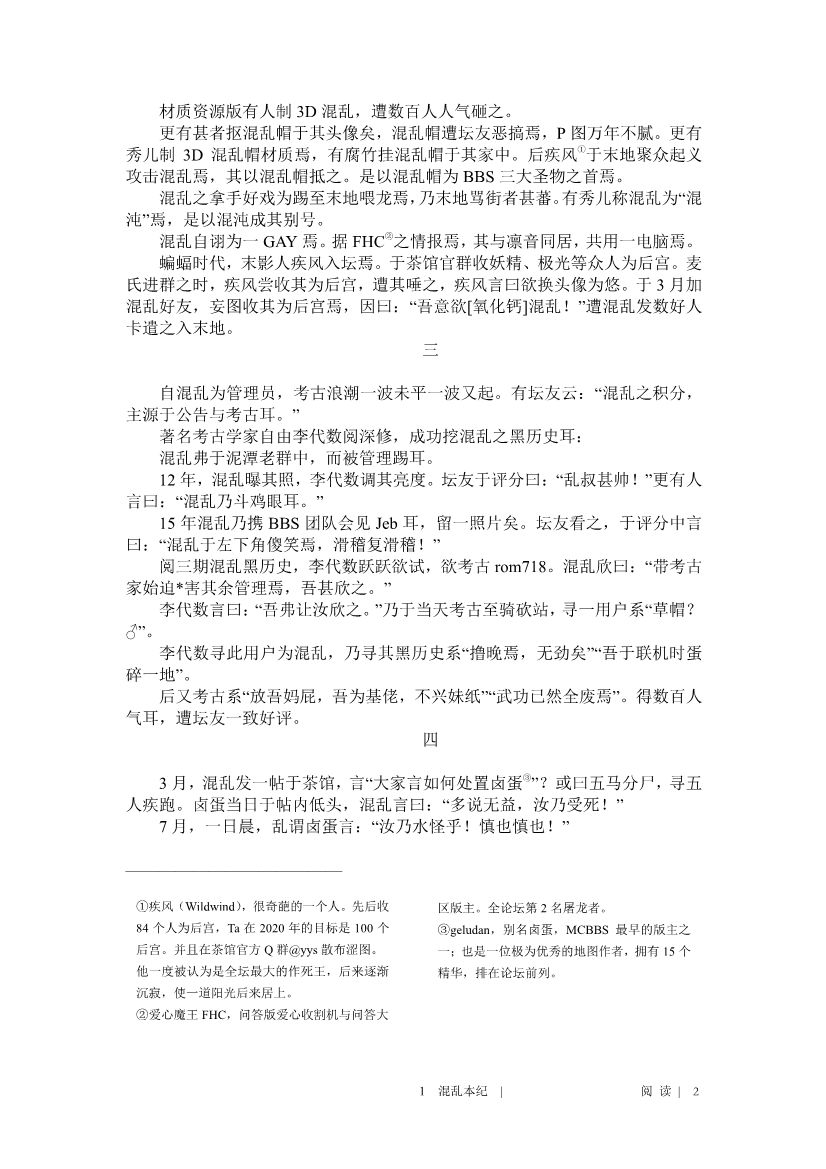 材质资源版有人制 3D 混乱，遭数百人人气砸之。
更有甚者抠混乱帽于其头像矣，混乱帽遭坛友恶搞焉，P 图万年不腻。更有
秀儿制 3D 混乱帽材质焉，有腐竹挂混乱帽于其家中。后疾风①于末地聚众起义
攻击混乱焉，其以混乱帽抵之。是以混乱帽为 BBS 三大圣物之首焉。
混乱之拿手好戏为踢至末地喂龙焉，乃末地骂街者甚蕃。有秀儿称混乱为“混
沌”焉，是以混沌成其别号。
混乱自诩为一 GAY 焉。据 FHC②之情报焉，其与凛音同居，共用一电脑焉。
蝙蝠时代，末影人疾风入坛焉。于茶馆官群收妖精、极光等众人为后宫。麦
氏进群之时，疾风尝收其为后宫，遭其唾之，疾风言曰欲换头像为悠。于 3 月加
混乱好友，妄图收其为后宫焉，因曰：“吾意欲[氧化钙]混乱！”遭混乱发数好人
卡遣之入末地。
三
自混乱为管理员，考古浪潮一波未平一波又起。有坛友云：“混乱之积分，
主源于公告与考古耳。”
著名考古学家自由李代数阅深修，成功挖混乱之黑历史耳：
混乱弗于泥潭老群中，而被管理踢耳。
12 年，混乱曝其照，李代数调其亮度。坛友于评分曰：“乱叔甚帅！”更有人
言曰：“混乱乃斗鸡眼耳。”
15 年混乱乃携 BBS 团队会见 Jeb 耳，留一照片矣。坛友看之，于评分中言
曰：“混乱于左下角傻笑焉，滑稽复滑稽！”
阅三期混乱黑历史，李代数跃跃欲试，欲考古 rom718。混乱欣曰：“带考古
家始迫*害其余管理焉，吾甚欣之。”
李代数言曰：“吾弗让汝欣之。”乃于当天考古至骑砍站，寻一用户系“草帽？
♂”。
李代数寻此用户为混乱，乃寻其黑历史系“撸晚焉，无劲矣”“吾于联机时蛋
碎一地”。
后又考古系“放吾妈屁，吾为基佬，不兴妹纸”“武功已然全废焉”。得数百人
气耳，遭坛友一致好评。
四
3 月，混乱发一帖于茶馆，言“大家言如何处置卤蛋③”？或曰五马分尸，寻五
人疾跑。卤蛋当日于帖内低头，混乱言曰：“多说无益，汝乃受死！”
7 月，一日晨，乱谓卤蛋言：“汝乃水怪乎！慎也慎也！”
①疾风（Wildwind），很奇葩的一个人。先后收
84 个人为后宫，Ta 在 2020 年的目标是 100 个
后宫。并且在茶馆官方 Q 群@yys 散布涩图。
他一度被认为是全坛最大的作死王，后来逐渐
沉寂，使一道阳光后来居上。
②爱心魔王 FHC，问答版爱心收割机与问答大
区版主。全论坛第 2 名屠龙者。
③geludan，别名卤蛋，MCBBS 最早的版主之
一；也是一位极为优秀的地图作者，拥有 15 个
精华，排在论坛前列。
1 混乱本纪 | 阅 读 | 2